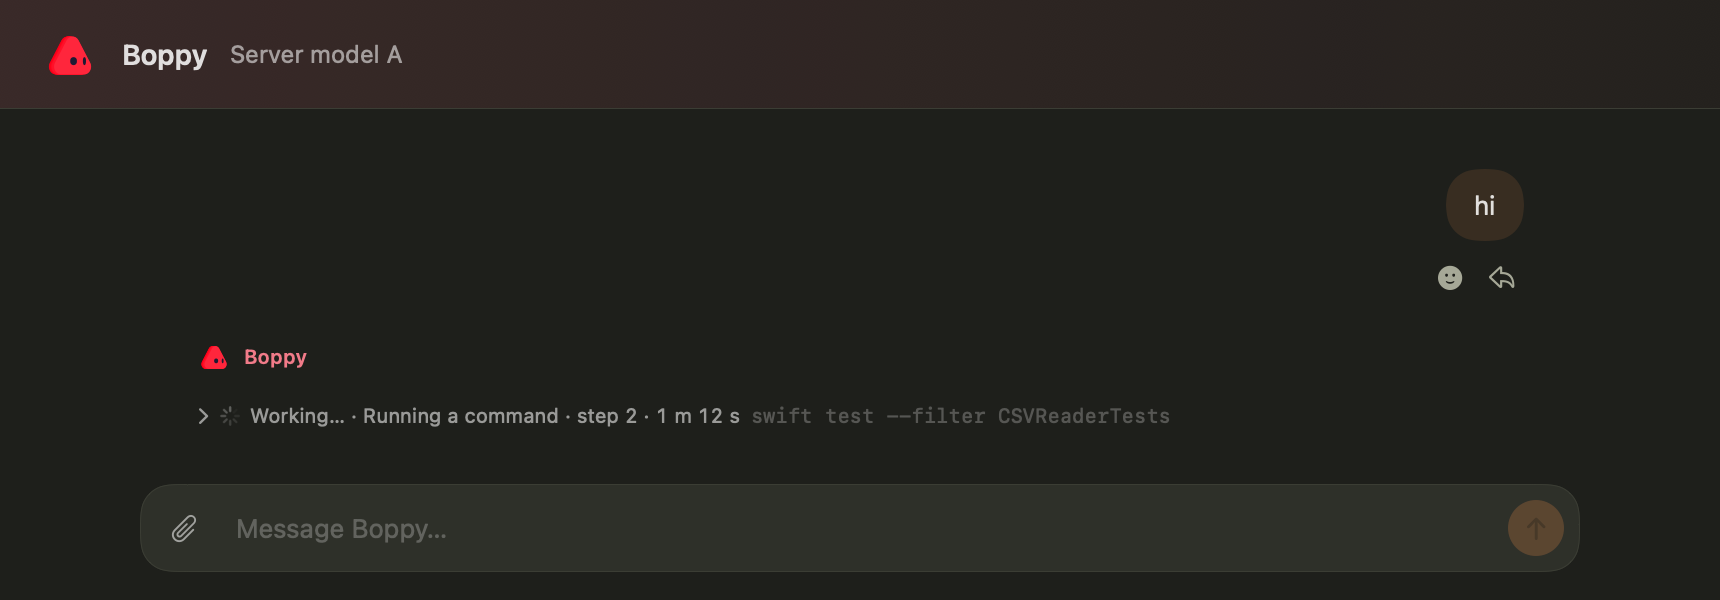 Boppy Server model A
hi
Boppy
Working... · Running a command · step 2 · 1 m 12 s swift test --filter CSVReaderTests
Message Boppy...